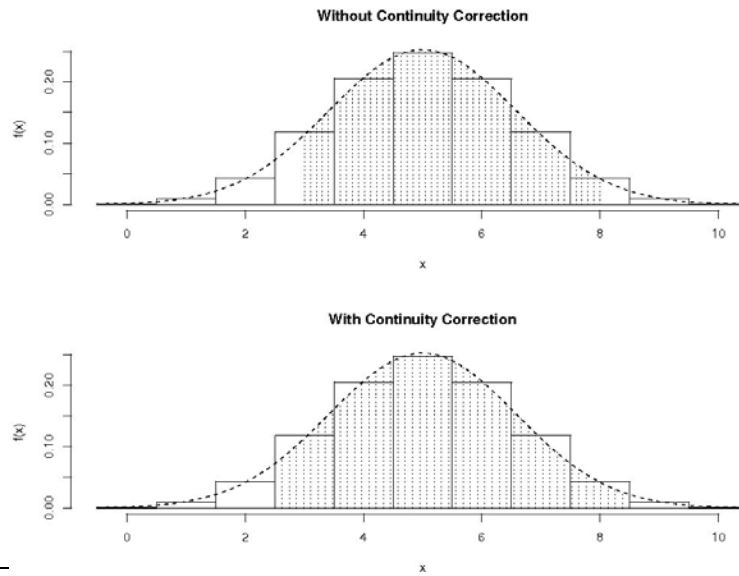 Without Continuity Correction
0.20
0.10
0.00
f(x)
0 2 4 6 8 10
x
With Continuity Correction
0.20
0.10
0.00
f(x)
0 2 4 6 8 10
x